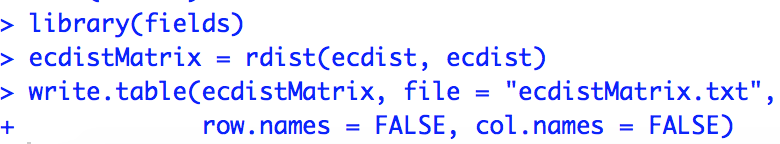 > library(fields)
> ecdistMatrix = rdist(ecdist, ecdist)
> write.table(ecdistMatrix, file = "ecdistMatrix.txt",
+             row.names = FALSE, col.names = FALSE)